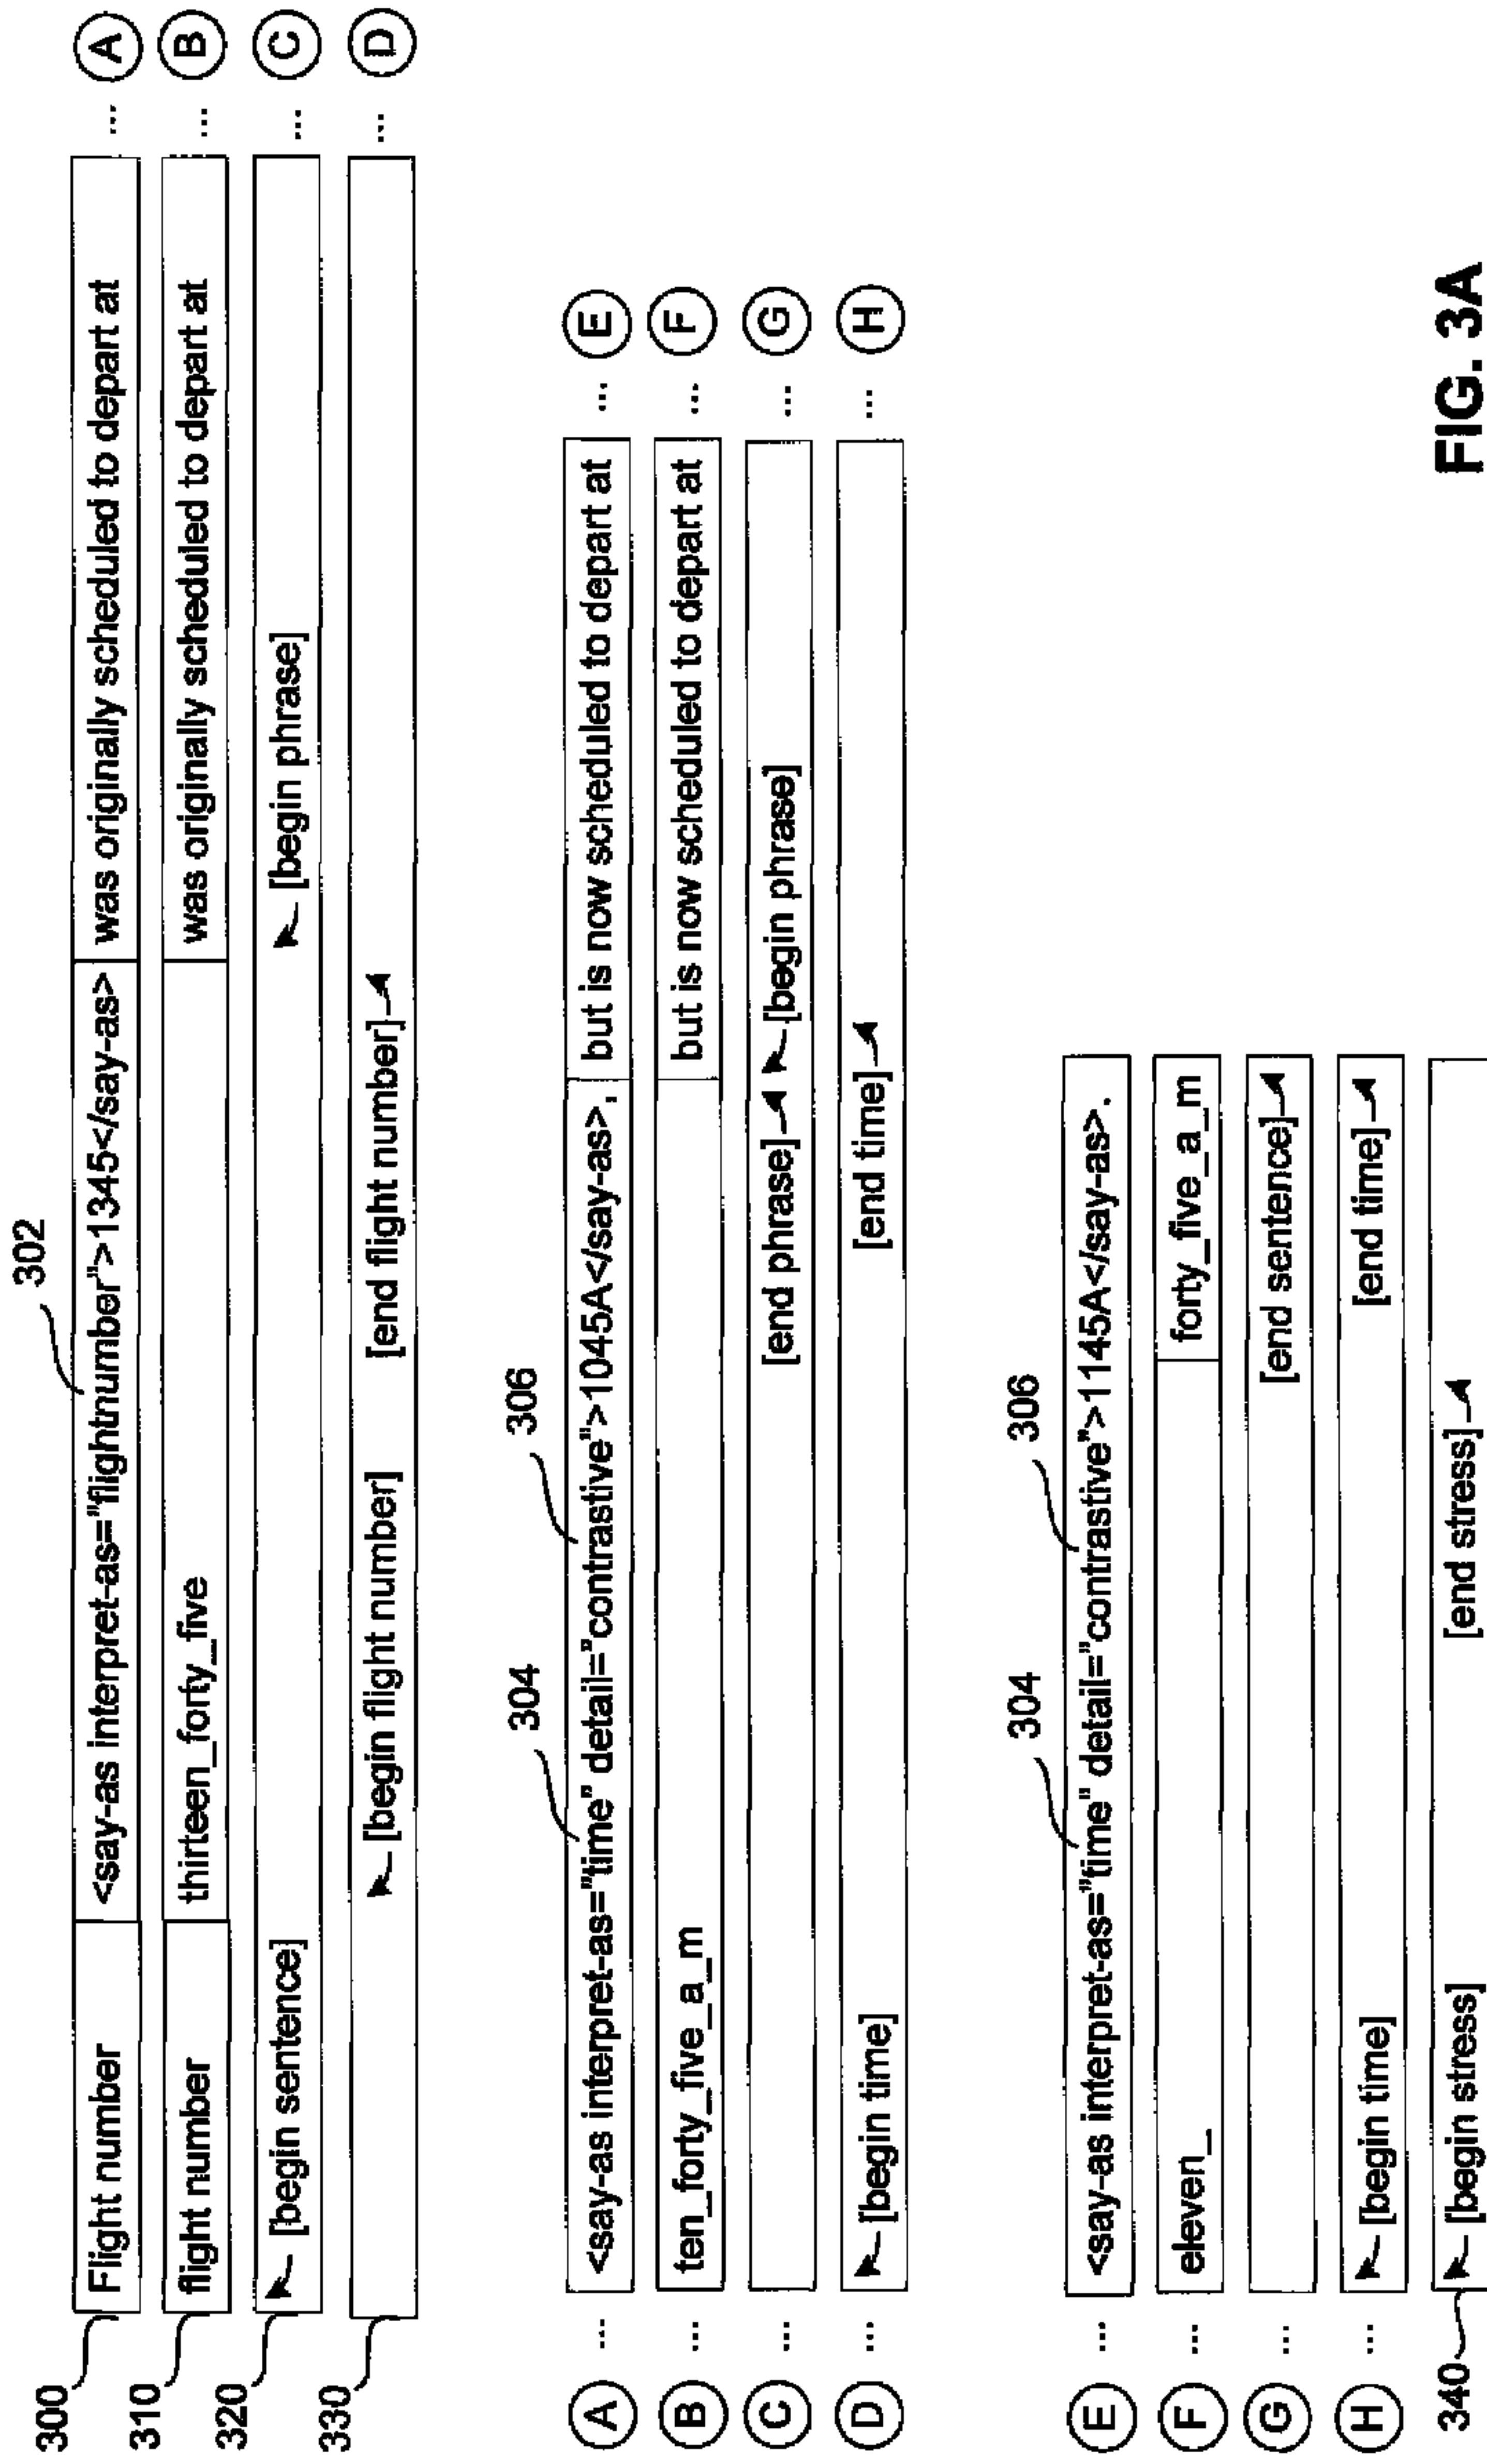 302
300 Flight number <say-as interpret-as="flightnumber">1345</say-as> was originally scheduled to depart at ... A
310 flight number thirteen_forty_five was originally scheduled to depart at ... B
320 [begin sentence] [begin phrase] ... C
330 [begin flight number] [end flight number] ... D
304 306
A ... <say-as interpret-as="time" detail="contrastive">1045A</say-as>, but is now scheduled to depart at ... E
B ... ten_forty_five_a_m but is now scheduled to depart at ... F
C ... [end phrase] [begin phrase] ... G
D ... [begin time] [end time] ... H
304 306
E ... <say-as interpret-as="time" detail="contrastive">1145A</say-as>.
F ... eleven_ forty_five_a_m
G ... [end sentence]
H ... [begin time] [end time]
340 [begin stress] [end stress]
FIG. 3A